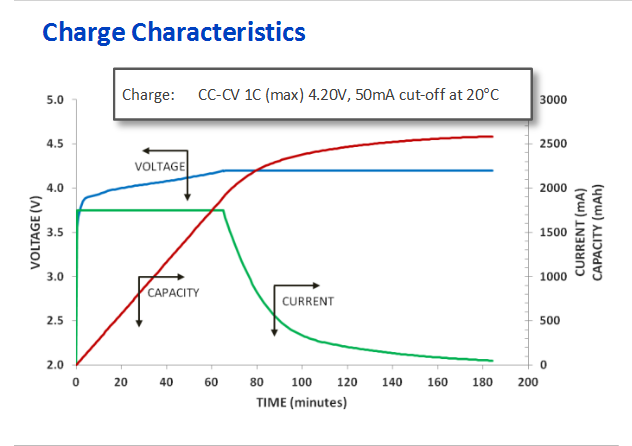 Charge Characteristics
Charge: CC-CV 1C (max) 4.20V, 50mA cut-off at 20°C
5.0
4.5
4.0
3.5
3.0
2.5
2.0
VOLTAGE (V)
VOLTAGE
CAPACITY
CURRENT
3000
2500
2000
1500
1000
500
0
CURRENT (mA)
CAPACITY (mAh)
0 20 40 60 80 100 120 140 160 180 200
TIME (minutes)